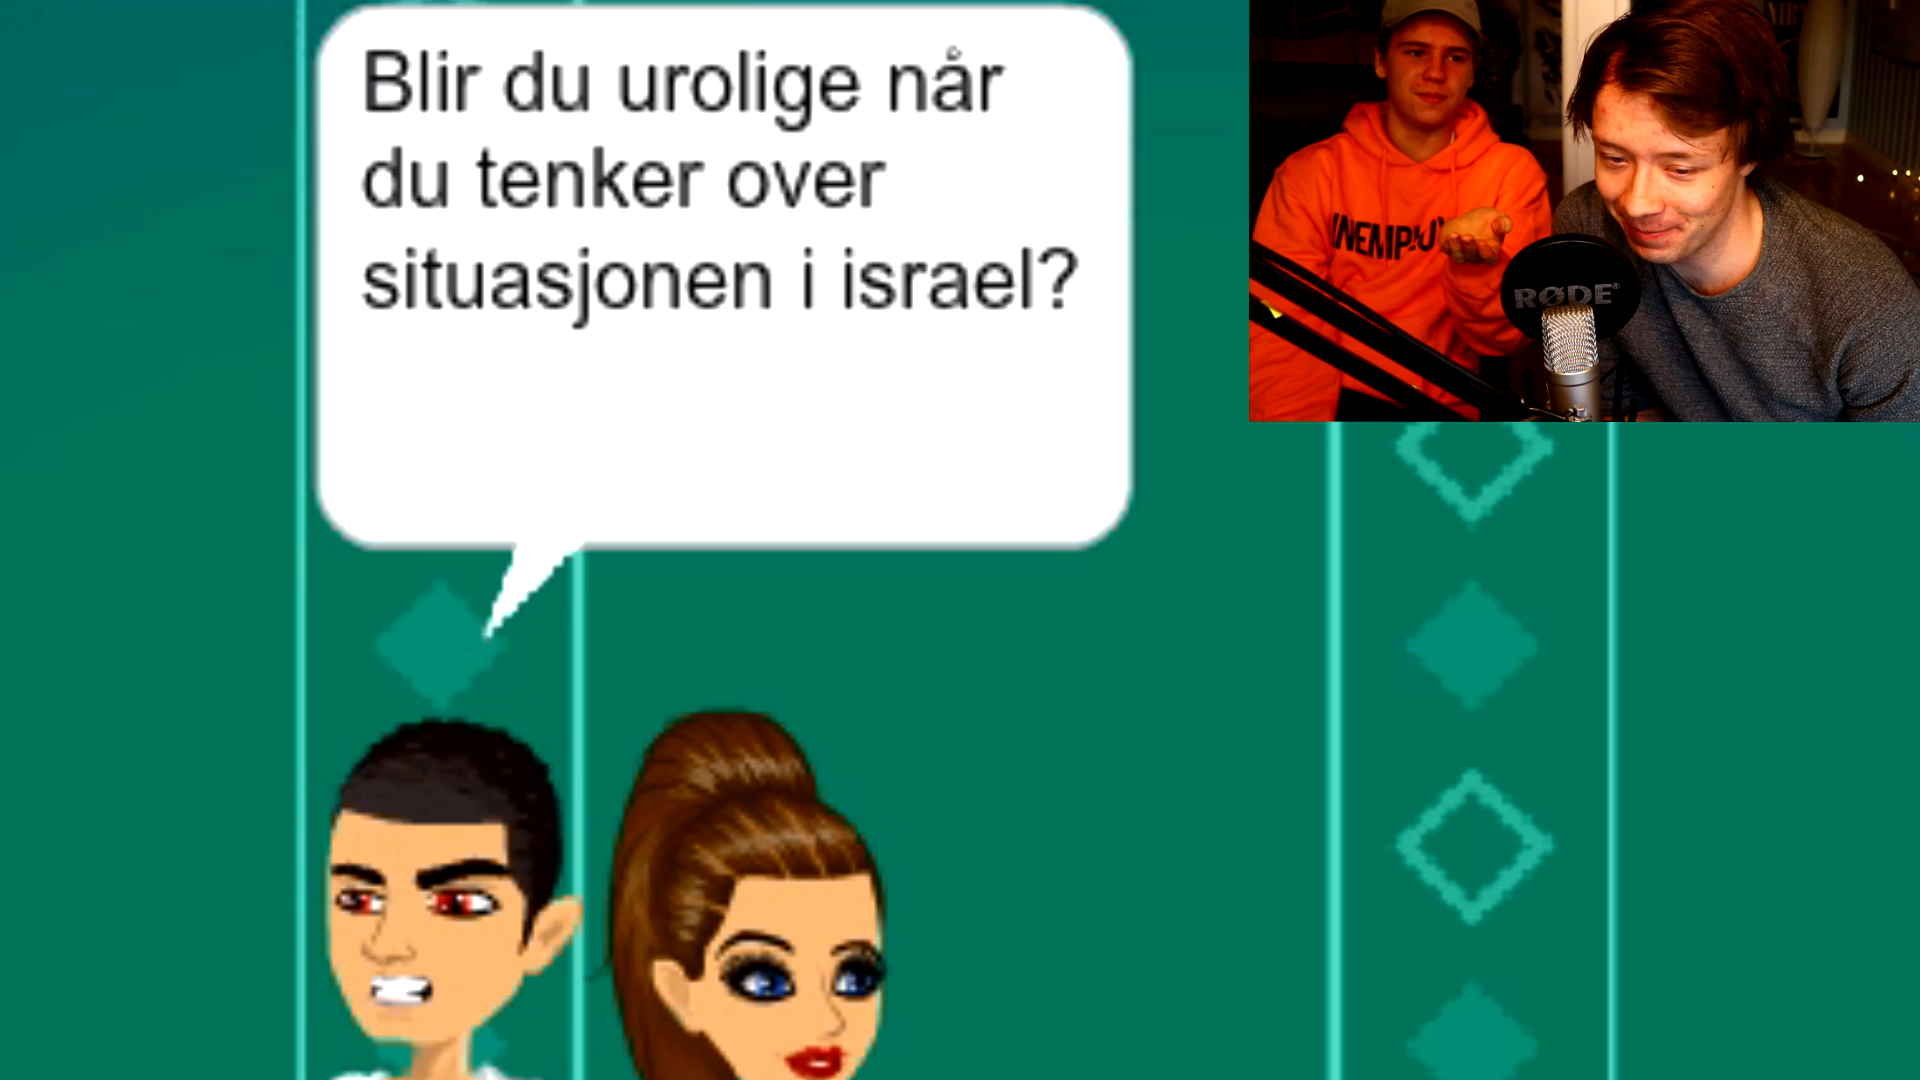 Blir du urolige når
du tenker over
situasjonen i israel?
RØDE